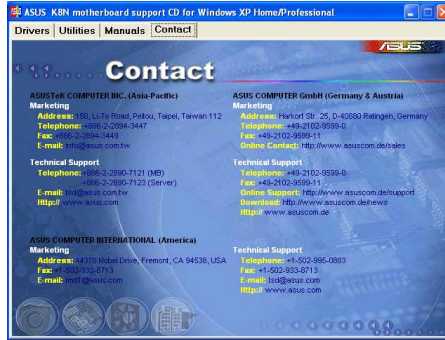 ASUS K8N motherboard support CD for Windows XP Home/Professional
Drivers Utilities Manuals Contact
/SUS
Contact
ASUSTeK COMPUTER INC. (Asia-Pacific)
Marketing
Address: 150, Li-Te Road, Peitou, Taipei, Taiwan 112
Telephone: +886-2-2894-3447
Fax: +886-2-2894-3449
E-mail: info@asus.com.tw
Technical Support
Telephone: +886-2-2890-7121 (MB)
+886-2-2890-7123 (Server)
E-mail: tsd@asus.com.tw
Http:// www.asus.com
ASUS COMPUTER GmbH (Germany & Austria)
Marketing
Address: Harkort Str. 25, D-40880 Ratingen, Germany
Telephone: +49-2102-9599-0
Fax: +49-2102-9599-11
Online Contact: http://www.asuscom.de/sales
Technical Support
Telephone: +49-2102-9599-0
Fax: +49-2102-9599-11
Online Support: http://www.asuscom.de/support
Download: http://www.asuscom.de/news
Http:// www.asuscom.de
ASUS COMPUTER INTERNATIONAL (America)
Marketing
Address: 44370 Nobel Drive, Fremont, CA 94538, USA
Fax: +1-502-933-8713
E-mail: tmd1@asus.com
Technical Support
Telephone: +1-502-995-0883
Fax: +1-502-933-8713
E-mail: tsd@asus.com
Http:// www.asus.com